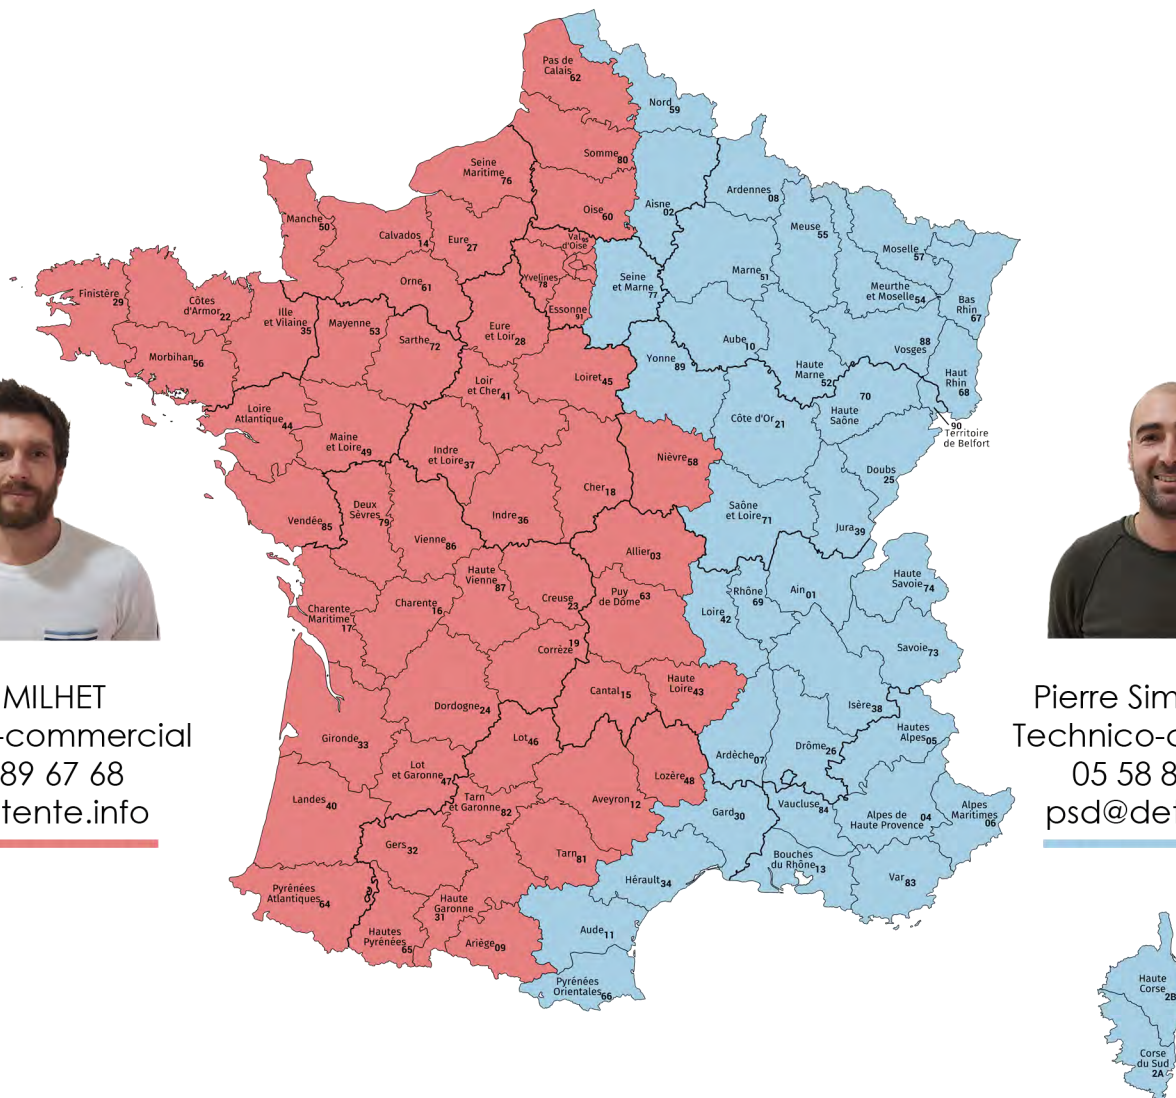 Pas de
Calais 62
Nord 59
Somme 80
Seine
Maritime 76
Oise 60
Aisne
02
Ardennes
08
Manche
50
Calvados 14
Eure 27
Val 95
d'Oise
Meuse
55
Moselle
57
Orne 61
Yvelines
78
Essonne
91
Seine
et Marne 77
Marne 51
Meurthe
et Moselle 54
Bas
Rhin
67
Finistère
29
Côtes
d'Armor 22
Ille
et Vilaine 35
Mayenne 53
Sarthe 72
Eure
et Loir 28
Aube 10
Haute
Marne
52
88
Vosges
Haut
Rhin
68
Morbihan 56
Loiret 45
Yonne
89
Loir
et Cher 41
70
Haute
Saône
90
Territoire
de Belfort
Loire
Atlantique 44
Maine
et Loire 49
Indre
et Loire 37
Côte d'Or 21
Nièvre 58
Doubs
25
Cher 18
Indre 36
Vendée 85
Deux
Sèvres 79
Vienne 86
Saône
et Loire 71
Jura 39
Allier 03
Haute
Vienne
87
Creuse
23
Puy
de Dôme 63
Charente
16
Charente
Maritime
17
Loire
42
Rhône
69
Ain 01
Haute
Savoie 74
Savoie 73
19
Corrèze
Dordogne 24
Cantal 15
Haute
Loire 43
Isère 38
Hautes
Alpes 05
Gironde 33
Lot 46
Lot
et Garonne
47
Lozère 48
Ardèche 07
Drôme 26
Landes 40
Tarn
et Garonne 82
Aveyron 12
Gard 30
Vaucluse
84
Alpes de 04
Haute Provence
Alpes
Maritimes
06
Gers 32
Tarn 81
Hérault 34
Bouches
du Rhône 13
Var 83
Pyrénées
Atlantiques 64
Hautes
Pyrénées
65
Haute
Garonne
31
Ariège 09
Aude 11
Pyrénées
Orientales 66
Haute
Corse
2B
Corse
du Sud
2A
MILHET
-commercial
89 67 68
tente.info
Pierre Sim
Technico-
05 58 8
psd@de